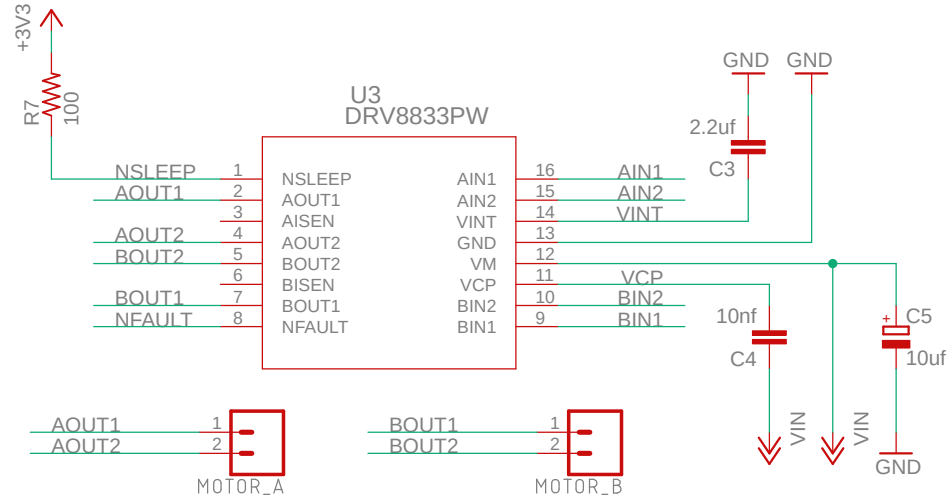 +3V3
R7
100
U3
DRV8833PW
GND
GND
2.2uf
C3
NSLEEP 1 NSLEEP
AOUT1 2 AOUT1
3 AISEN
AOUT2 4 AOUT2
BOUT2 5 BOUT2
6 BISEN
BOUT1 7 BOUT1
NFAULT 8 NFAULT
AIN1 16 AIN1
AIN2 15 AIN2
VINT 14 VINT
GND 13
VM 12
VCP 11 VCP
BIN2 10 BIN2
BIN1 9 BIN1
10nf
C4
VIN
VIN
+ C5
10uf
GND
AOUT1 1
AOUT2 2
MOTOR_A
BOUT1 1
BOUT2 2
MOTOR_B